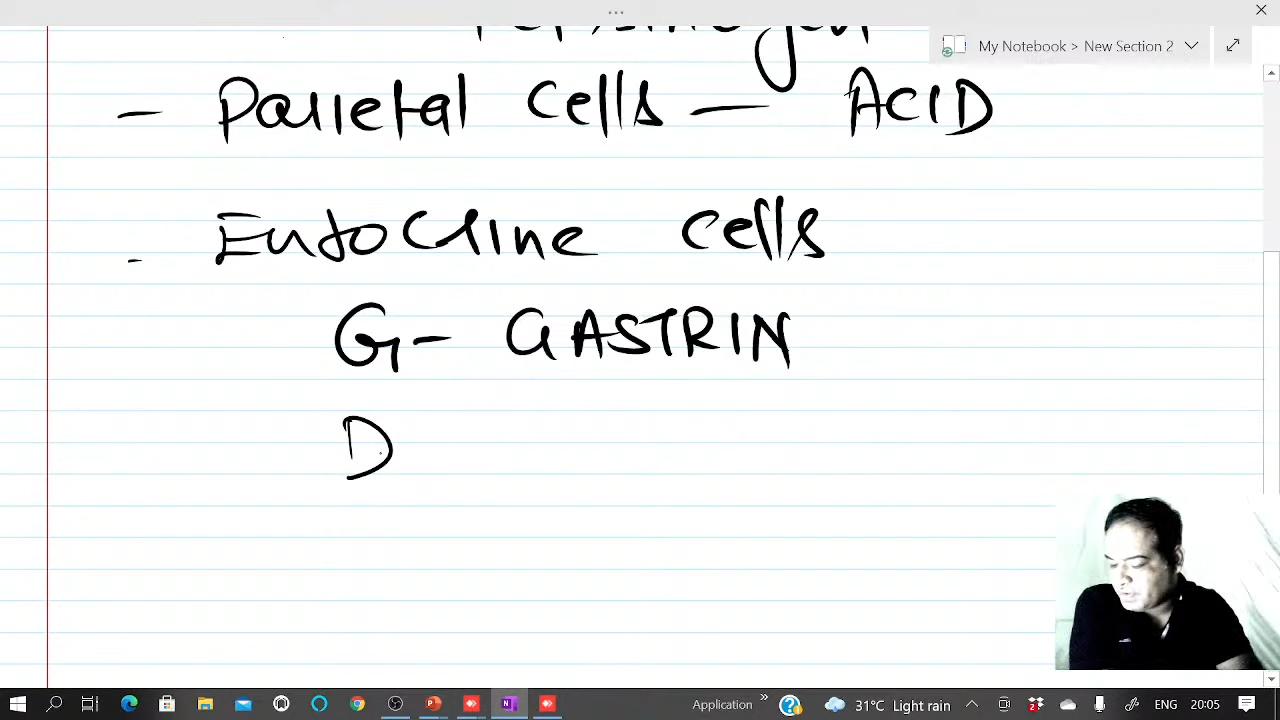 My Notebook > New Section 2
- Parietal cells — ACID
- Endocrine cells
G - GASTRIN
D
Application
31°C Light rain
ENG
20:05